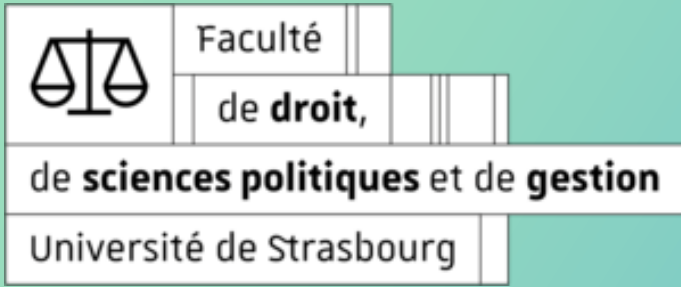 Faculté
de droit,
de sciences politiques et de gestion
Université de Strasbourg